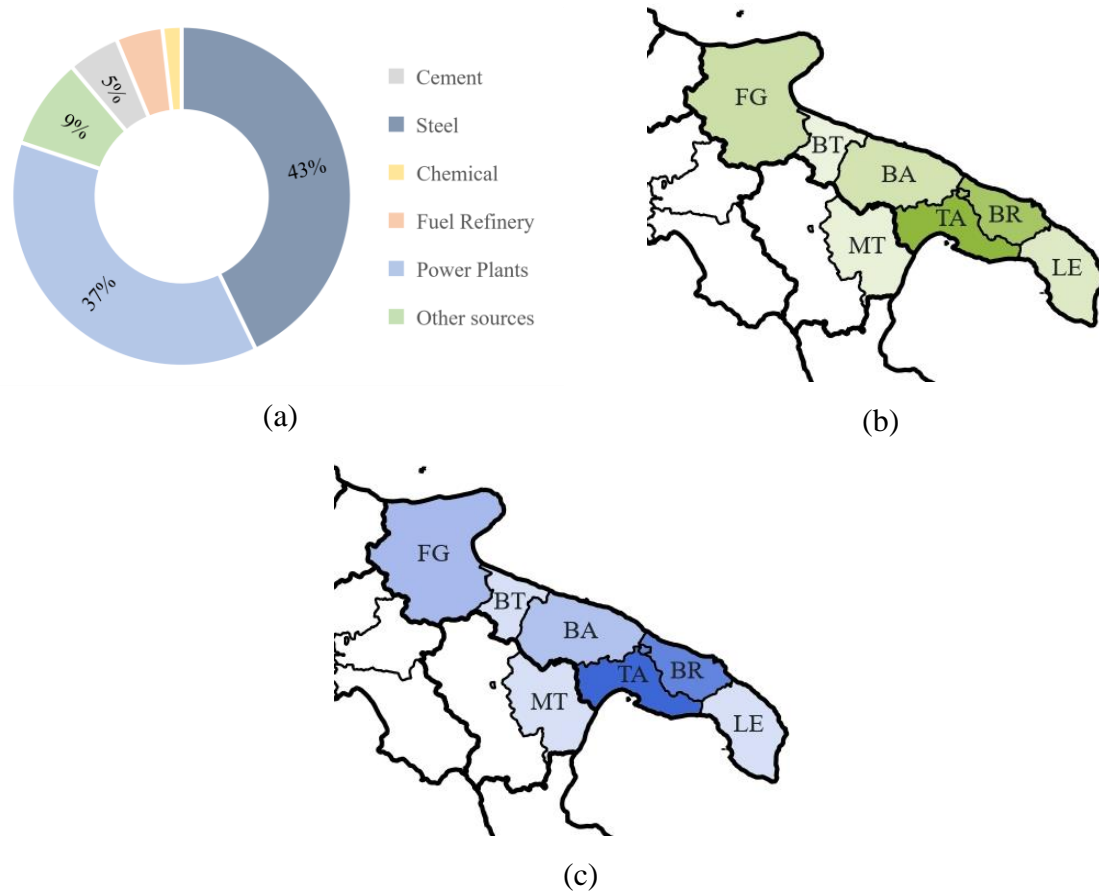 5%
9%
43%
37%
Cement
Steel
Chemical
Fuel Refinery
Power Plants
Other sources
(a)
FG
BT
BA
TA
BR
MT
LE
(b)
FG
BT
BA
TA
BR
MT
LE
(c)